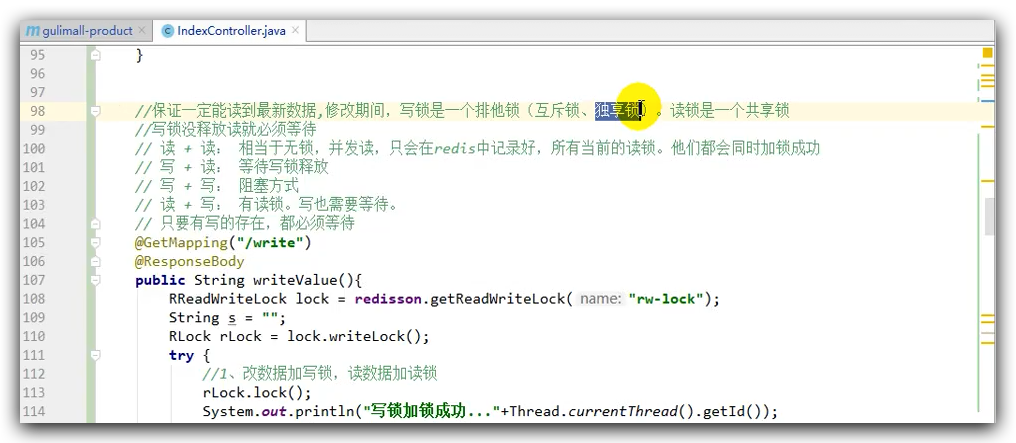 gulimall-product IndexController.java
95 }
96
97
98 //保证一定能读到最新数据,修改期间，写锁是一个排他锁（互斥锁、独享锁）。读锁是一个共享锁
99 //写锁没释放读就必须等待
100 // 读 + 读： 相当于无锁，并发读，只会在redis中记录好，所有当前的读锁。他们都会同时加锁成功
101 // 写 + 读： 等待写锁释放
102 // 写 + 写： 阻塞方式
103 // 读 + 写： 有读锁。写也需要等待。
104 // 只要有写的存在，都必须等待
105 @GetMapping("/write")
106 @ResponseBody
107 public String writeValue(){
108 RReadWriteLock lock = redisson.getReadWriteLock( name: "rw-lock");
109 String s = "";
110 RLock rLock = lock.writeLock();
111 try {
112 //1、改数据加写锁，读数据加读锁
113 rLock.lock();
114 System.out.println("写锁加锁成功..."+Thread.currentThread().getId());